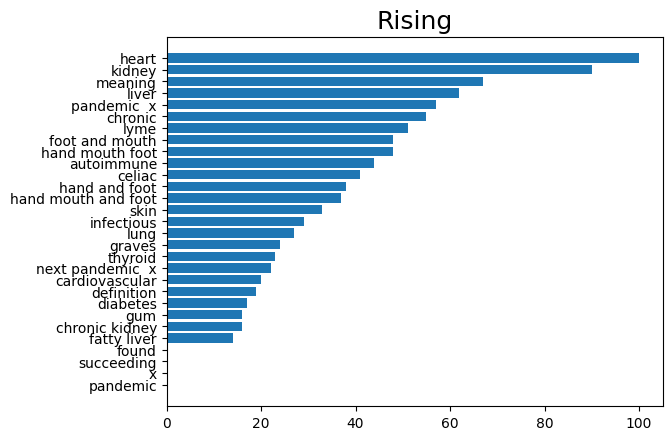 Rising
heart
kidney
meaning
liver
pandemic  x
chronic
lyme
foot and mouth
hand mouth foot
autoimmune
celiac
hand and foot
hand mouth and foot
skin
infectious
lung
graves
thyroid
next pandemic  x
cardiovascular
definition
diabetes
gum
chronic kidney
fatty liver
found
succeeding
x
pandemic
0 20 40 60 80 100